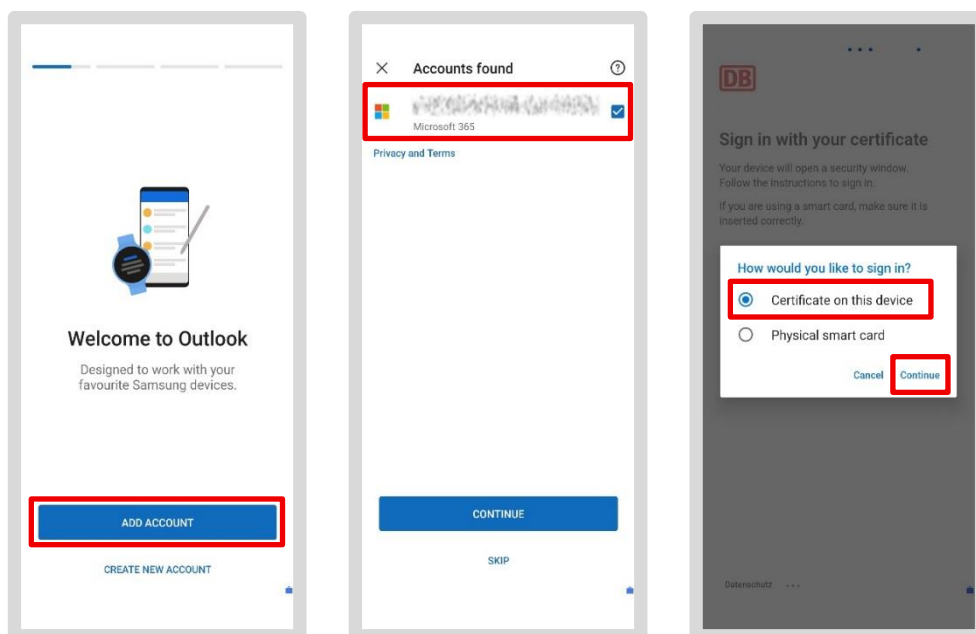 Welcome to Outlook
Designed to work with your
favourite Samsung devices.
ADD ACCOUNT
CREATE NEW ACCOUNT
Accounts found
Microsoft 365
Privacy and Terms
CONTINUE
SKIP
DB
Sign in with your certificate
Your device will open a security window.
Follow the instructions to sign in.
If you are using a smart card, make sure it is
inserted correctly.
How would you like to sign in?
Certificate on this device
Physical smart card
Cancel Continue
Datenschutz ...